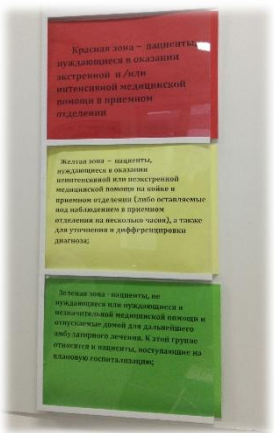 Красная зона – пациенты,
нуждающиеся в оказании
экстренной и /или
интенсивной медицинской
помощи в приемном
отделении
Желтая зона – пациенты,
нуждающиеся в оказании
неинтенсивной или неэкстренной
медицинской помощи на койке в
приемном отделении (либо оставляемые
под наблюдением в приемном
отделения на несколько часов), а также
для уточнения и дифференцировки
диагноза;
Зеленая зона - пациенты, не
нуждающиеся или нуждающиеся в
незначительной медицинской помощи и
отпускаемые домой для дальнейшего
амбулаторного лечения. К этой группе
относятся и пациенты, поступающие на
плановую госпитализацию;